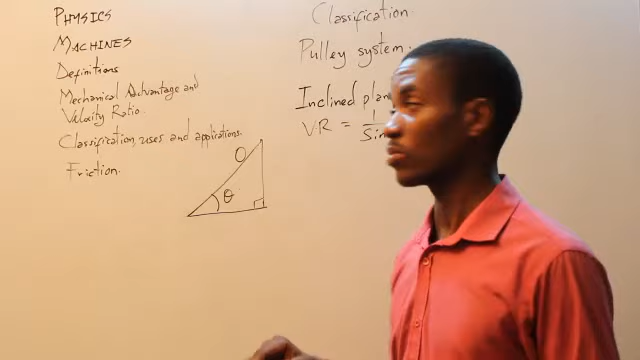 PHYSICS
MACHINES
Definitions
Mechanical Advantage and
Velocity Ratio.
Classification, uses and applications.
Friction.
θ
Classification
Pulley system.
Inclined plan
V.R = 1
Sin